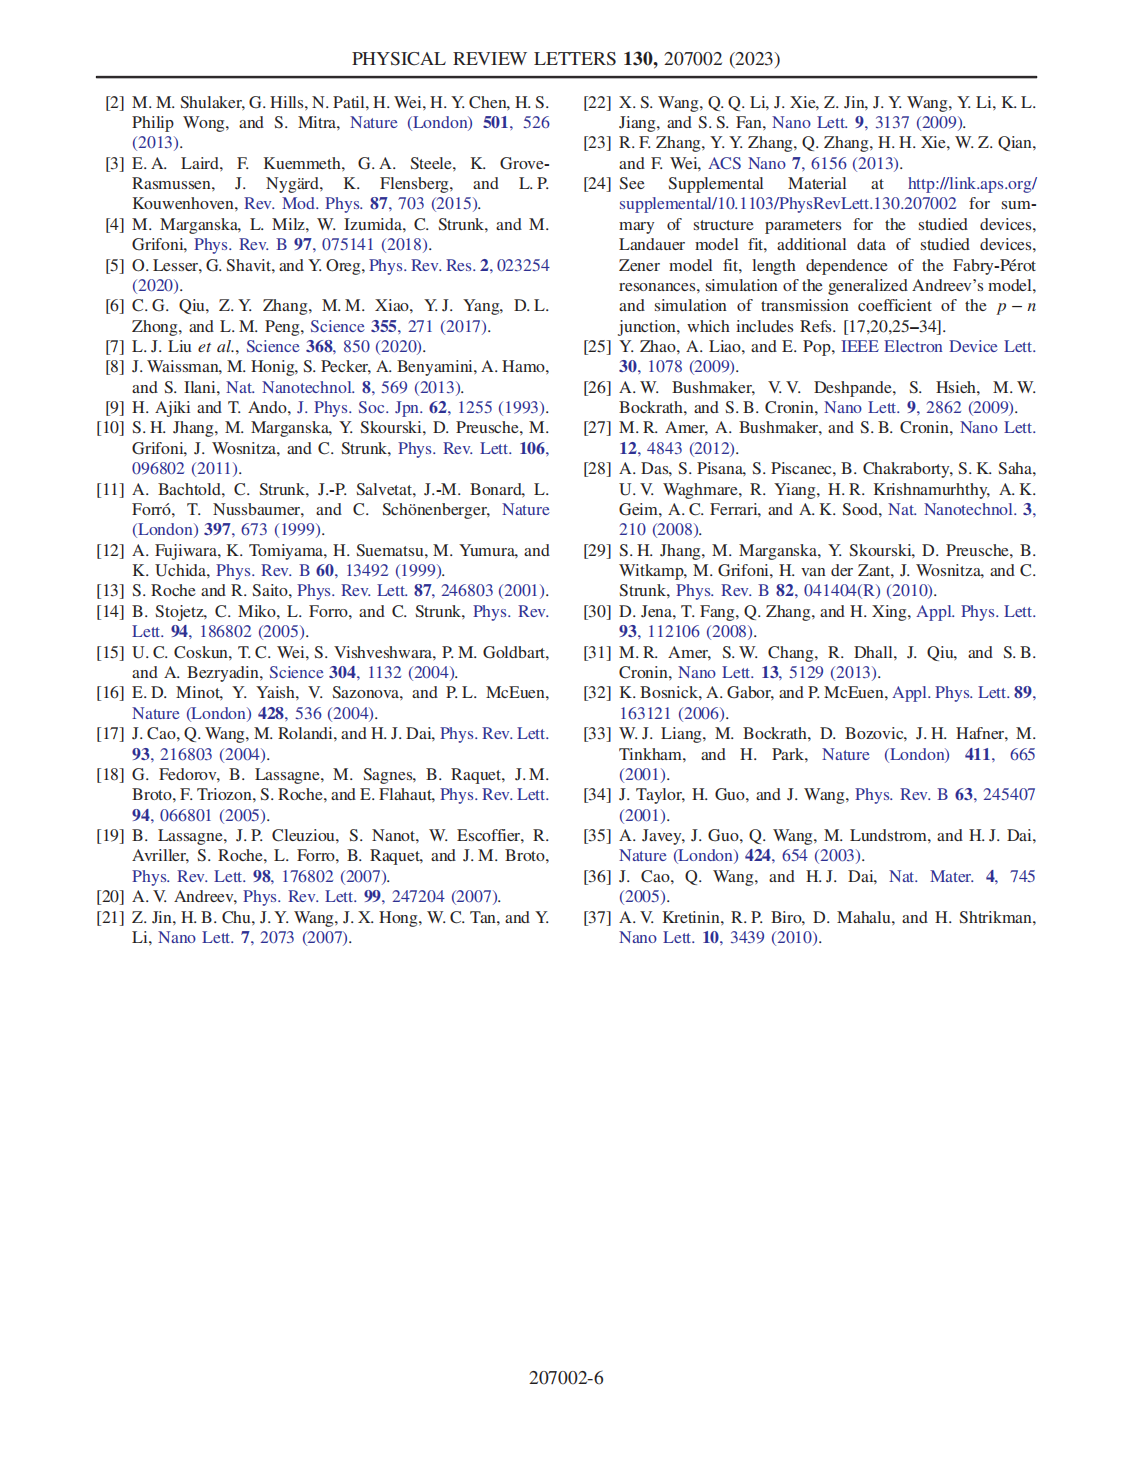 PHYSICAL REVIEW LETTERS 130, 207002 (2023)
[2] M. M. Shulaker, G. Hills, N. Patil, H. Wei, H. Y. Chen, H. S.
Philip Wong, and S. Mitra, Nature (London) 501, 526
(2013).
[3] E. A. Laird, F. Kuemmeth, G. A. Steele, K. Grove-
Rasmussen, J. Nygård, K. Flensberg, and L. P.
Kouwenhoven, Rev. Mod. Phys. 87, 703 (2015).
[4] M. Marganska, L. Milz, W. Izumida, C. Strunk, and M.
Grifoni, Phys. Rev. B 97, 075141 (2018).
[5] O. Lesser, G. Shavit, and Y. Oreg, Phys. Rev. Res. 2, 023254
(2020).
[6] C. G. Qiu, Z. Y. Zhang, M. M. Xiao, Y. J. Yang, D. L.
Zhong, and L. M. Peng, Science 355, 271 (2017).
[7] L. J. Liu et al., Science 368, 850 (2020).
[8] J. Waissman, M. Honig, S. Pecker, A. Benyamini, A. Hamo,
and S. Ilani, Nat. Nanotechnol. 8, 569 (2013).
[9] H. Ajiki and T. Ando, J. Phys. Soc. Jpn. 62, 1255 (1993).
[10] S. H. Jhang, M. Marganska, Y. Skourski, D. Preusche, M.
Grifoni, J. Wosnitza, and C. Strunk, Phys. Rev. Lett. 106,
096802 (2011).
[11] A. Bachtold, C. Strunk, J.-P. Salvetat, J.-M. Bonard, L.
Forró, T. Nussbaumer, and C. Schönenberger, Nature
(London) 397, 673 (1999).
[12] A. Fujiwara, K. Tomiyama, H. Suematsu, M. Yumura, and
K. Uchida, Phys. Rev. B 60, 13492 (1999).
[13] S. Roche and R. Saito, Phys. Rev. Lett. 87, 246803 (2001).
[14] B. Stojetz, C. Miko, L. Forro, and C. Strunk, Phys. Rev.
Lett. 94, 186802 (2005).
[15] U. C. Coskun, T. C. Wei, S. Vishveshwara, P. M. Goldbart,
and A. Bezryadin, Science 304, 1132 (2004).
[16] E. D. Minot, Y. Yaish, V. Sazonova, and P. L. McEuen,
Nature (London) 428, 536 (2004).
[17] J. Cao, Q. Wang, M. Rolandi, and H. J. Dai, Phys. Rev. Lett.
93, 216803 (2004).
[18] G. Fedorov, B. Lassagne, M. Sagnes, B. Raquet, J. M.
Broto, F. Triozon, S. Roche, and E. Flahaut, Phys. Rev. Lett.
94, 066801 (2005).
[19] B. Lassagne, J. P. Cleuziou, S. Nanot, W. Escoffier, R.
Avriller, S. Roche, L. Forro, B. Raquet, and J. M. Broto,
Phys. Rev. Lett. 98, 176802 (2007).
[20] A. V. Andreev, Phys. Rev. Lett. 99, 247204 (2007).
[21] Z. Jin, H. B. Chu, J. Y. Wang, J. X. Hong, W. C. Tan, and Y.
Li, Nano Lett. 7, 2073 (2007).
[22] X. S. Wang, Q. Q. Li, J. Xie, Z. Jin, J. Y. Wang, Y. Li, K. L.
Jiang, and S. S. Fan, Nano Lett. 9, 3137 (2009).
[23] R. F. Zhang, Y. Y. Zhang, Q. Zhang, H. H. Xie, W. Z. Qian,
and F. Wei, ACS Nano 7, 6156 (2013).
[24] See Supplemental Material at http://link.aps.org/
supplemental/10.1103/PhysRevLett.130.207002 for sum-
mary of structure parameters for the studied devices,
Landauer model fit, additional data of studied devices,
Zener model fit, length dependence of the Fabry-Pérot
resonances, simulation of the generalized Andreev's model,
and simulation of transmission coefficient of the p − n
junction, which includes Refs. [17,20,25–34].
[25] Y. Zhao, A. Liao, and E. Pop, IEEE Electron Device Lett.
30, 1078 (2009).
[26] A. W. Bushmaker, V. V. Deshpande, S. Hsieh, M. W.
Bockrath, and S. B. Cronin, Nano Lett. 9, 2862 (2009).
[27] M. R. Amer, A. Bushmaker, and S. B. Cronin, Nano Lett.
12, 4843 (2012).
[28] A. Das, S. Pisana, S. Piscanec, B. Chakraborty, S. K. Saha,
U. V. Waghmare, R. Yiang, H. R. Krishnamurhthy, A. K.
Geim, A. C. Ferrari, and A. K. Sood, Nat. Nanotechnol. 3,
210 (2008).
[29] S. H. Jhang, M. Marganska, Y. Skourski, D. Preusche, B.
Witkamp, M. Grifoni, H. van der Zant, J. Wosnitza, and C.
Strunk, Phys. Rev. B 82, 041404(R) (2010).
[30] D. Jena, T. Fang, Q. Zhang, and H. Xing, Appl. Phys. Lett.
93, 112106 (2008).
[31] M. R. Amer, S. W. Chang, R. Dhall, J. Qiu, and S. B.
Cronin, Nano Lett. 13, 5129 (2013).
[32] K. Bosnick, A. Gabor, and P. McEuen, Appl. Phys. Lett. 89,
163121 (2006).
[33] W. J. Liang, M. Bockrath, D. Bozovic, J. H. Hafner, M.
Tinkham, and H. Park, Nature (London) 411, 665
(2001).
[34] J. Taylor, H. Guo, and J. Wang, Phys. Rev. B 63, 245407
(2001).
[35] A. Javey, J. Guo, Q. Wang, M. Lundstrom, and H. J. Dai,
Nature (London) 424, 654 (2003).
[36] J. Cao, Q. Wang, and H. J. Dai, Nat. Mater. 4, 745
(2005).
[37] A. V. Kretinin, R. P. Biro, D. Mahalu, and H. Shtrikman,
Nano Lett. 10, 3439 (2010).
207002-6